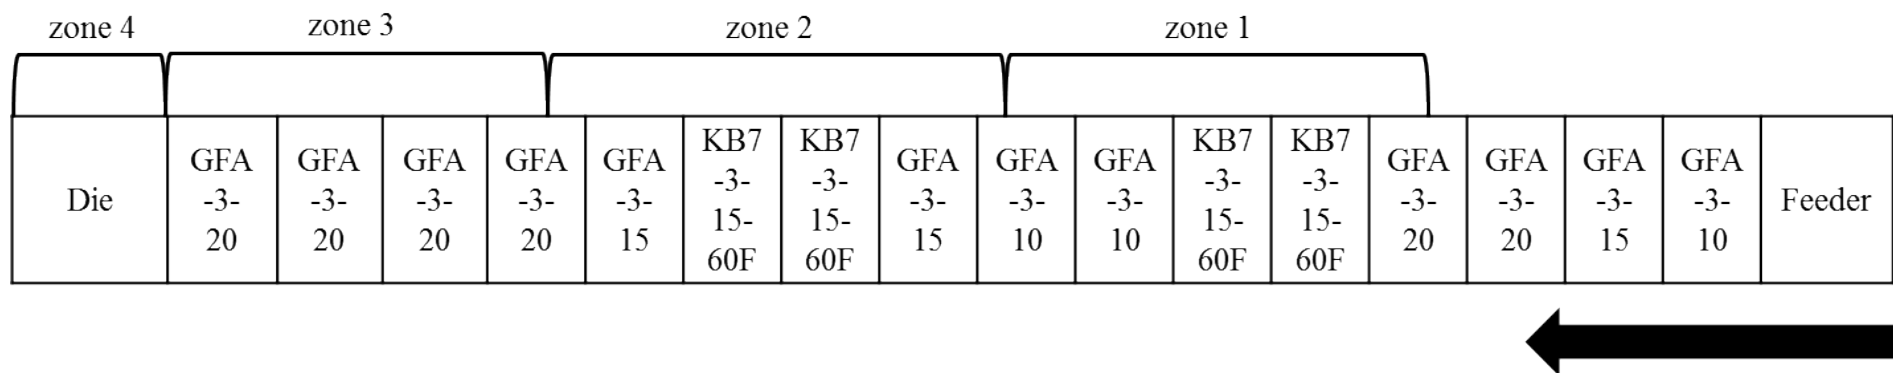 zone 4
zone 3
zone 2
zone 1
Die
GFA
-3-
20
GFA
-3-
20
GFA
-3-
20
GFA
-3-
20
GFA
-3-
15
KB7
-3-
15-
60F
KB7
-3-
15-
60F
GFA
-3-
15
GFA
-3-
10
GFA
-3-
10
KB7
-3-
15-
60F
KB7
-3-
15-
60F
GFA
-3-
20
GFA
-3-
20
GFA
-3-
15
GFA
-3-
10
Feeder